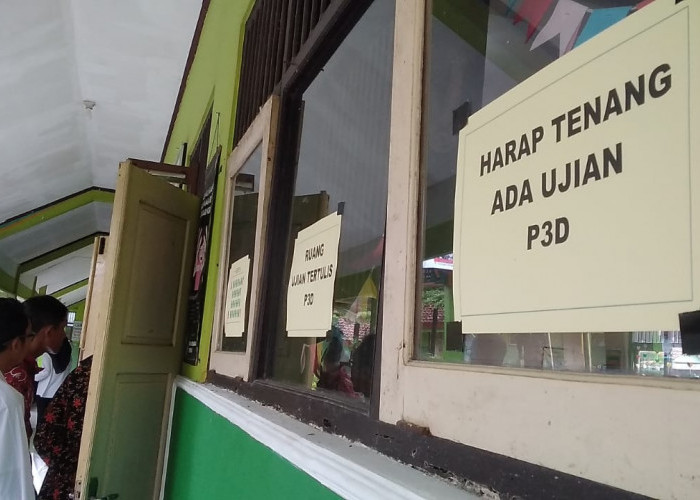 HARAP TENANG
ADA UJIAN
P3D
RUANG
UJIAN TERTULIS
P3D